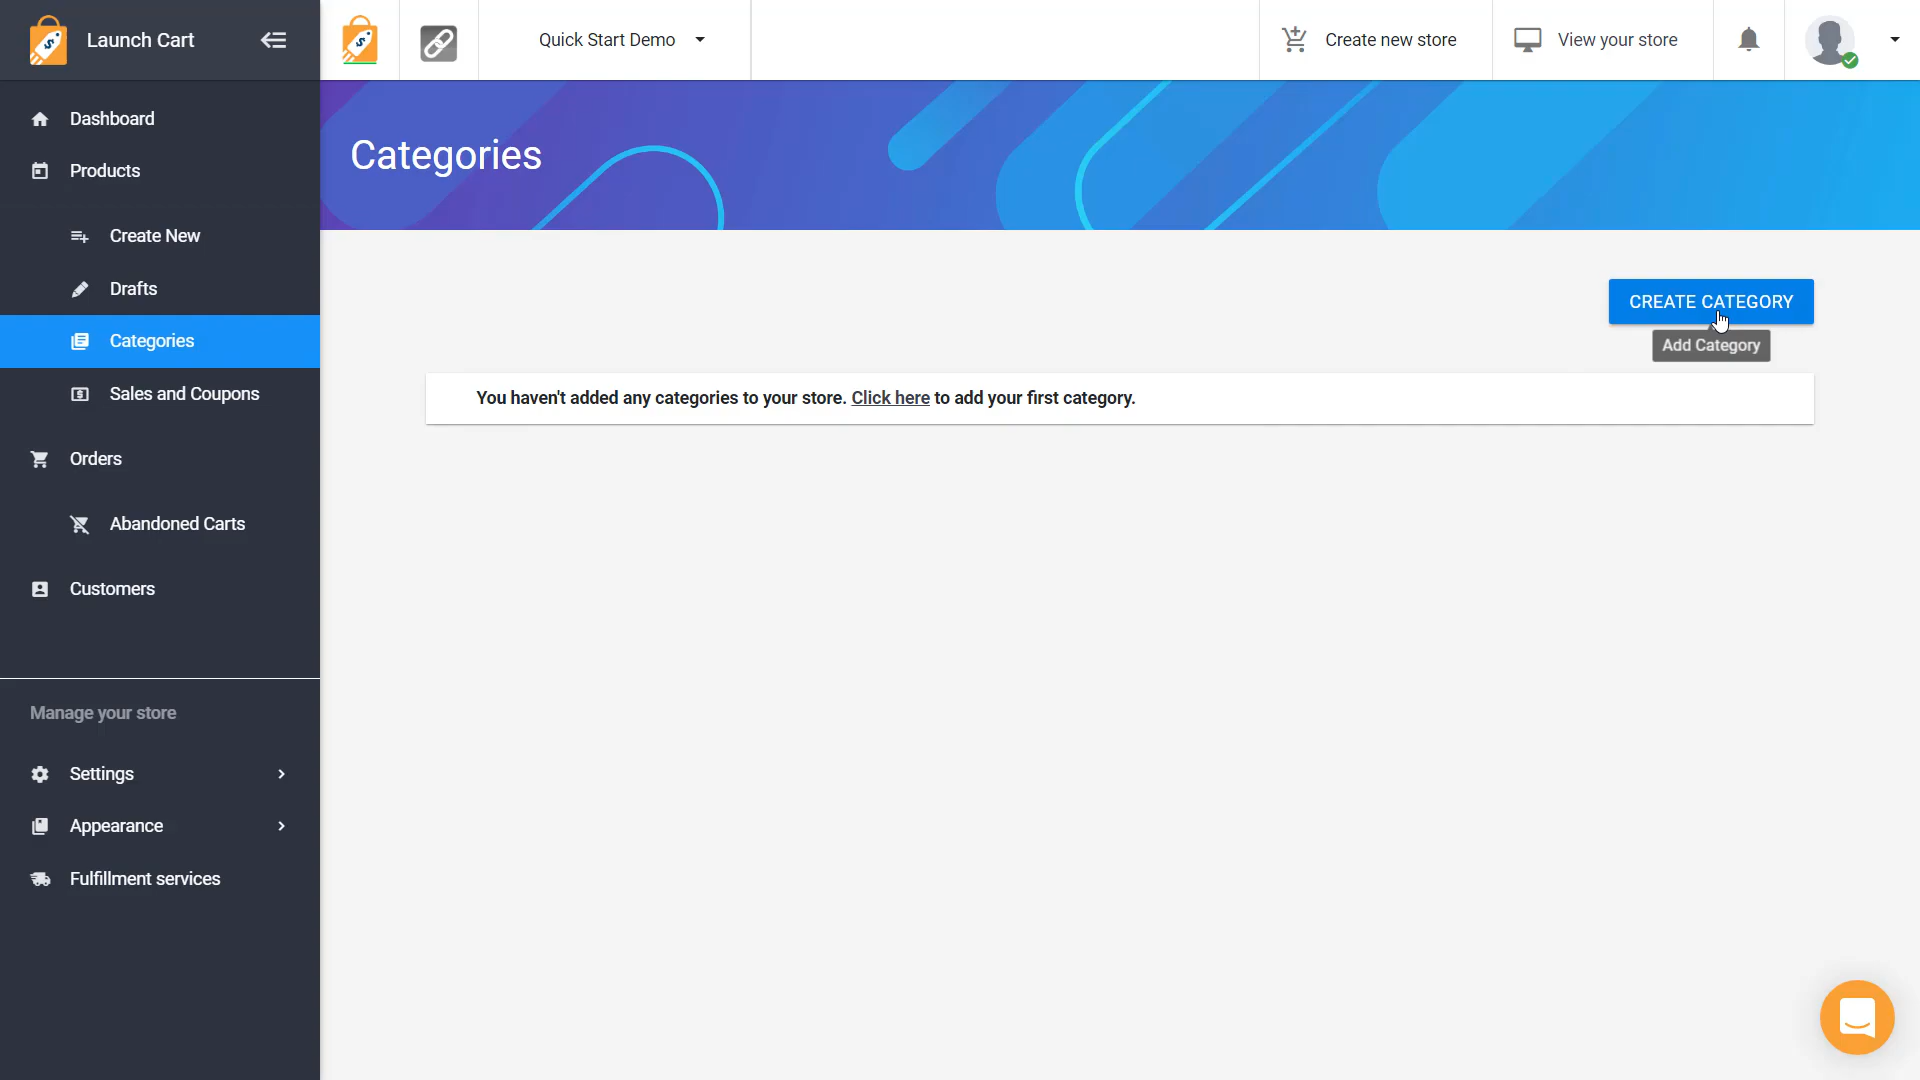 Launch Cart
Quick Start Demo
Create new store
View your store
Dashboard
Products
Create New
Drafts
Categories
Sales and Coupons
Orders
Abandoned Carts
Customers
Manage your store
Settings
Appearance
Fulfillment services
Categories
CREATE CATEGORY
Add Category
You haven't added any categories to your store. Click here to add your first category.